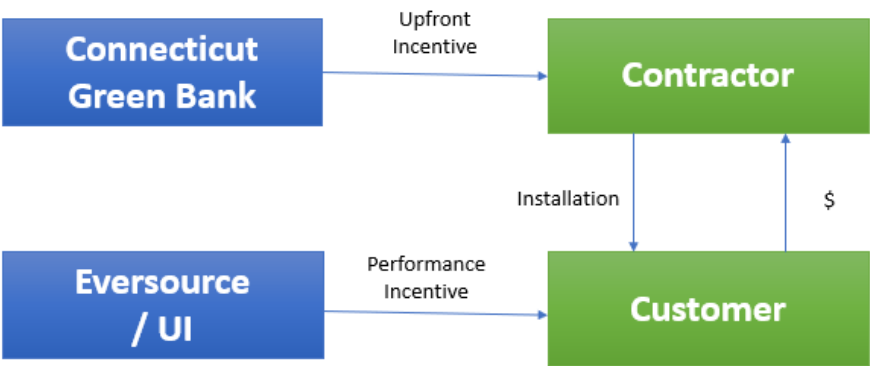 Upfront
Incentive
Connecticut
Green Bank
Contractor
Installation
$
Performance
Incentive
Eversource
/ UI
Customer